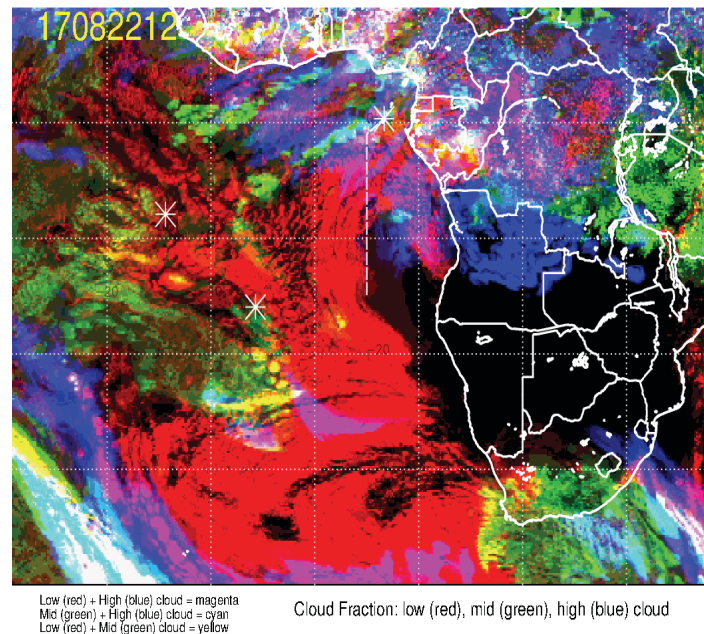 17082212
-20
Low (red) + High (blue) cloud = magenta
Mid (green) + High (blue) cloud = cyan
Low (red) + Mid (green) cloud = yellow
Cloud Fraction: low (red), mid (green), high (blue) cloud